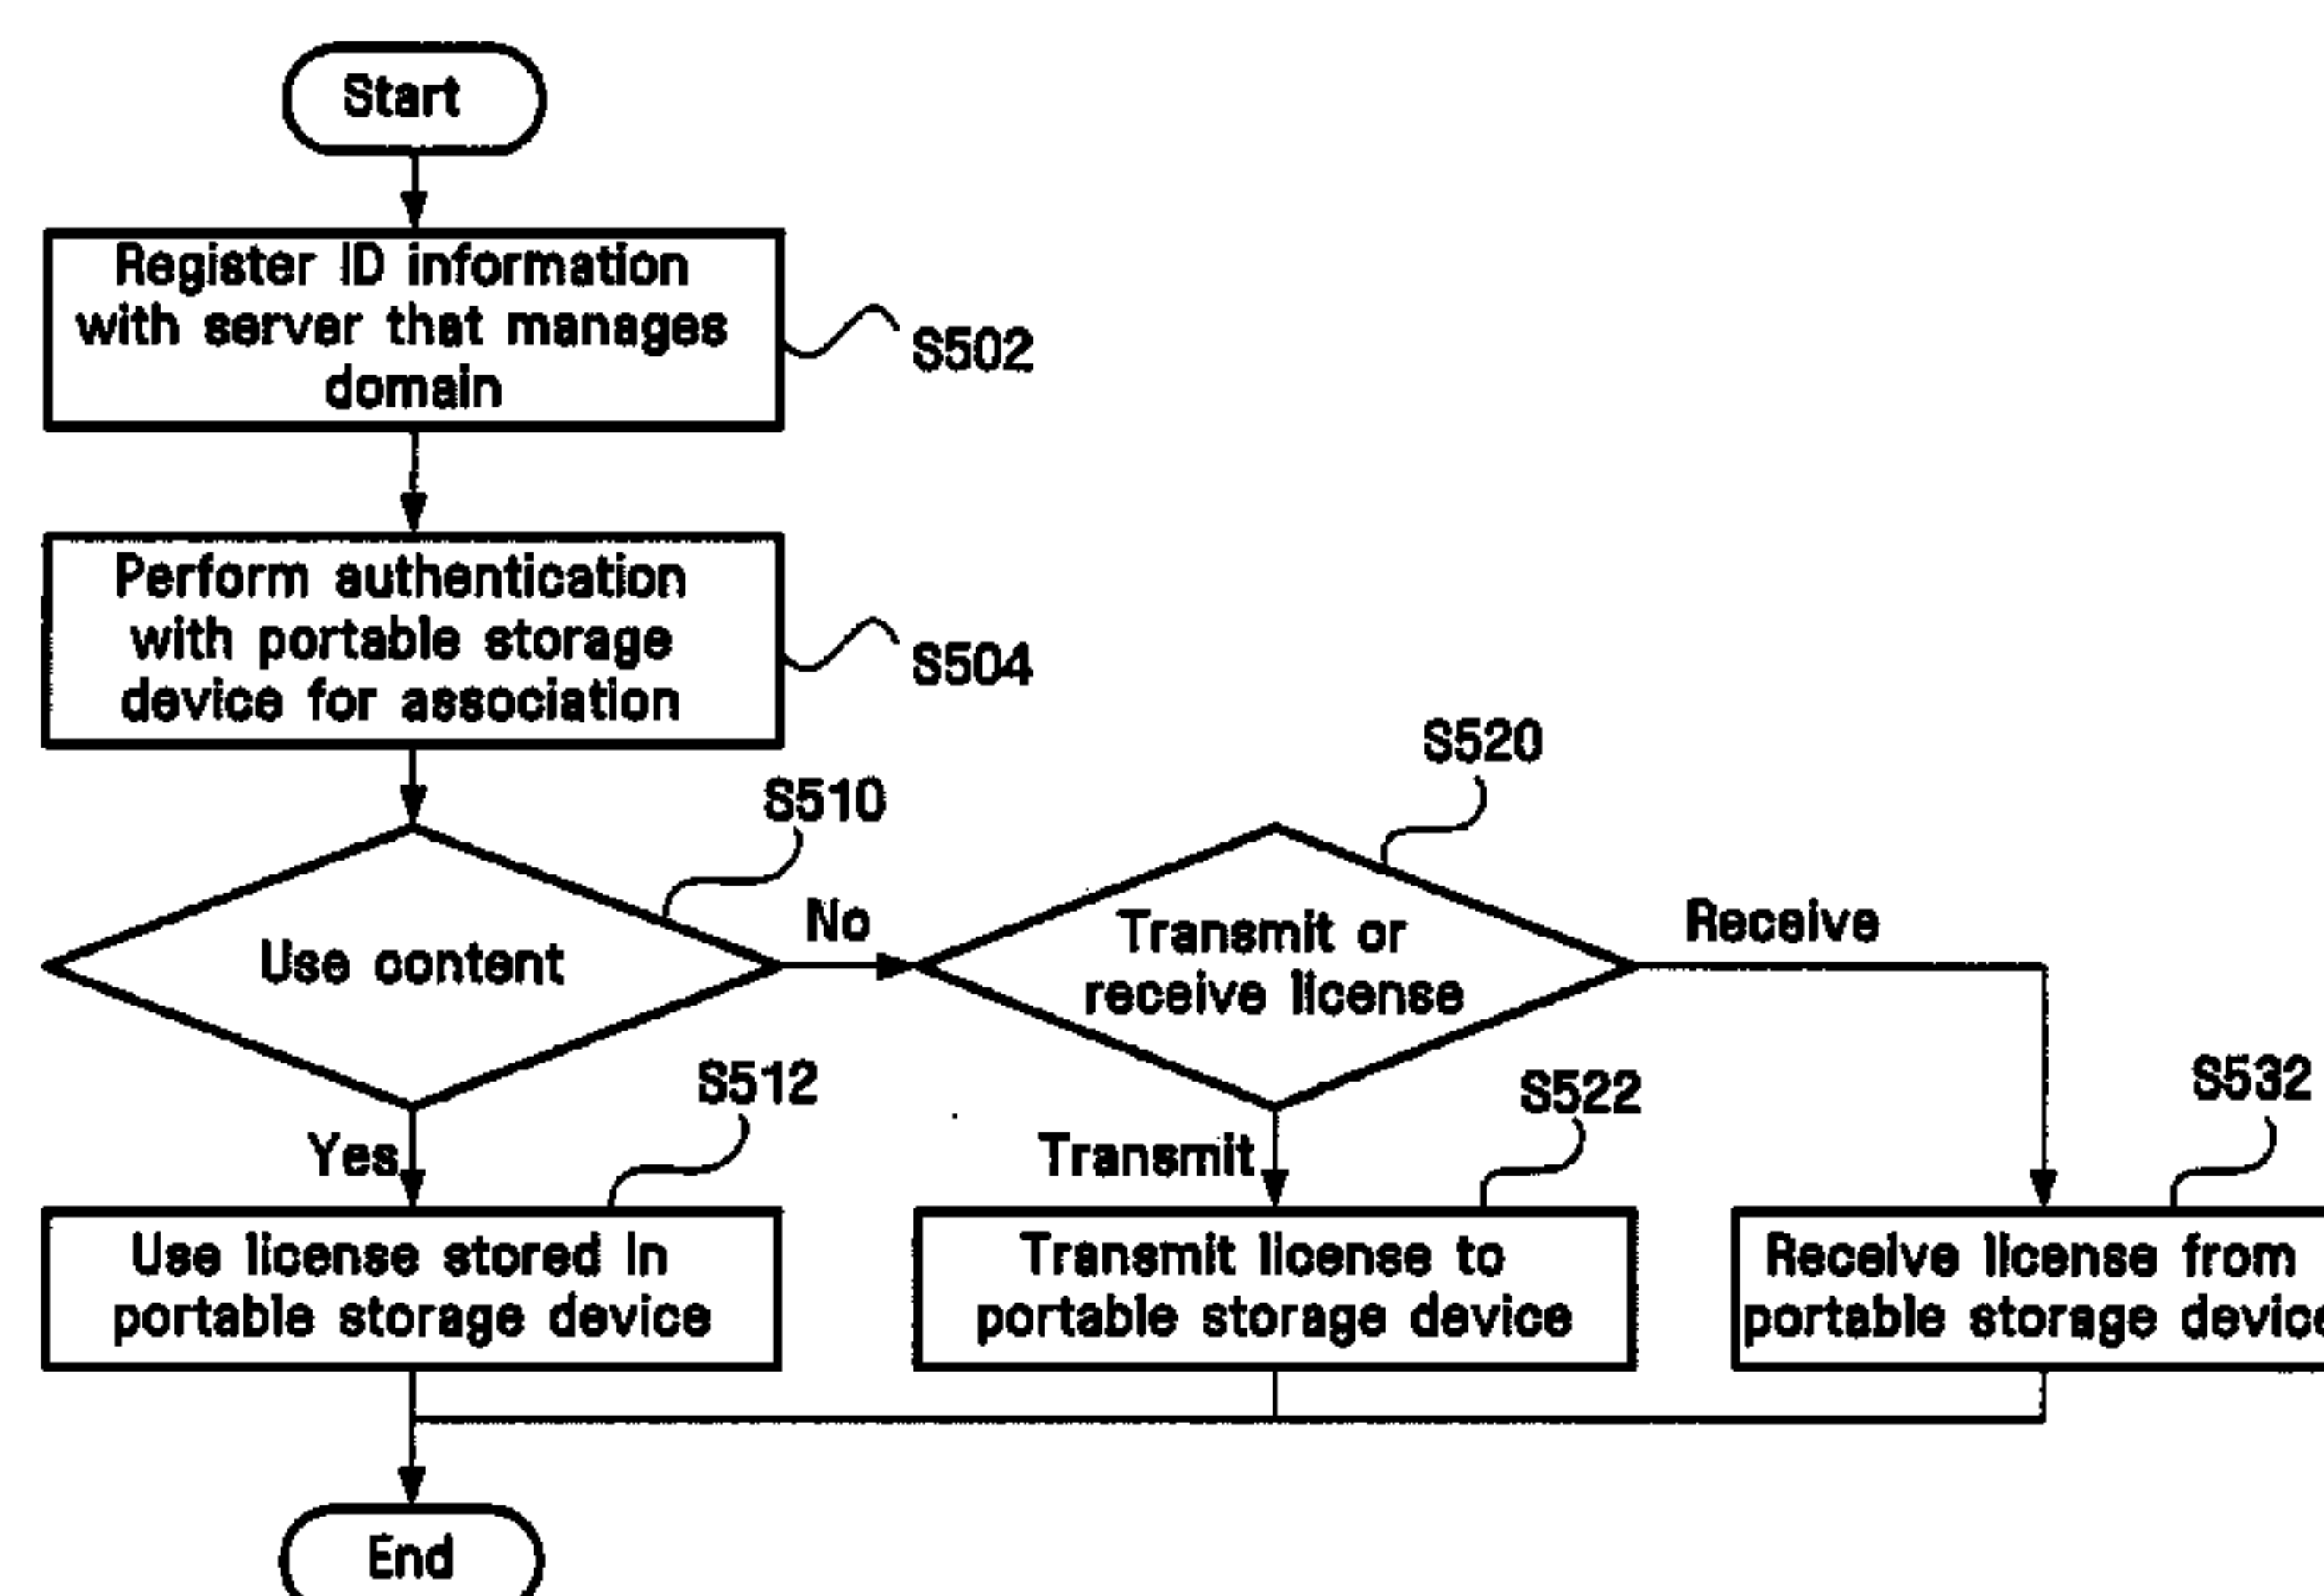 Start
Register ID information
with server that manages
domain
S502
Perform authentication
with portable storage
device for association
S504
S510
Use content
No
S520
Transmit or
receive license
Receive
Yes
S512
Transmit
S522
S532
Use license stored in
portable storage device
Transmit license to
portable storage device
Receive license from
portable storage device
End